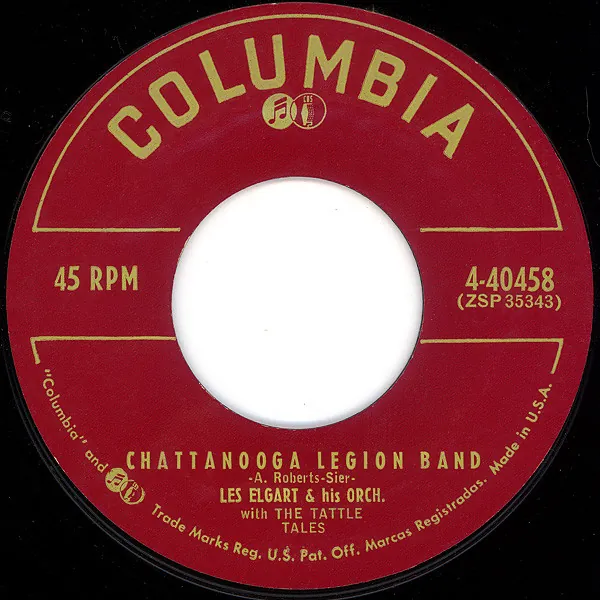 COLUMBIA
CBS
45 RPM
4-40458
(ZSP 35343)
CHATTANOOGA LEGION BAND
-A. Roberts-Sier-
LES ELGART & his ORCH.
with THE TATTLE
TALES
"Columbia" and Trade Marks Reg. U.S. Pat. Off. Marcas Registradas. Made in U.S.A.